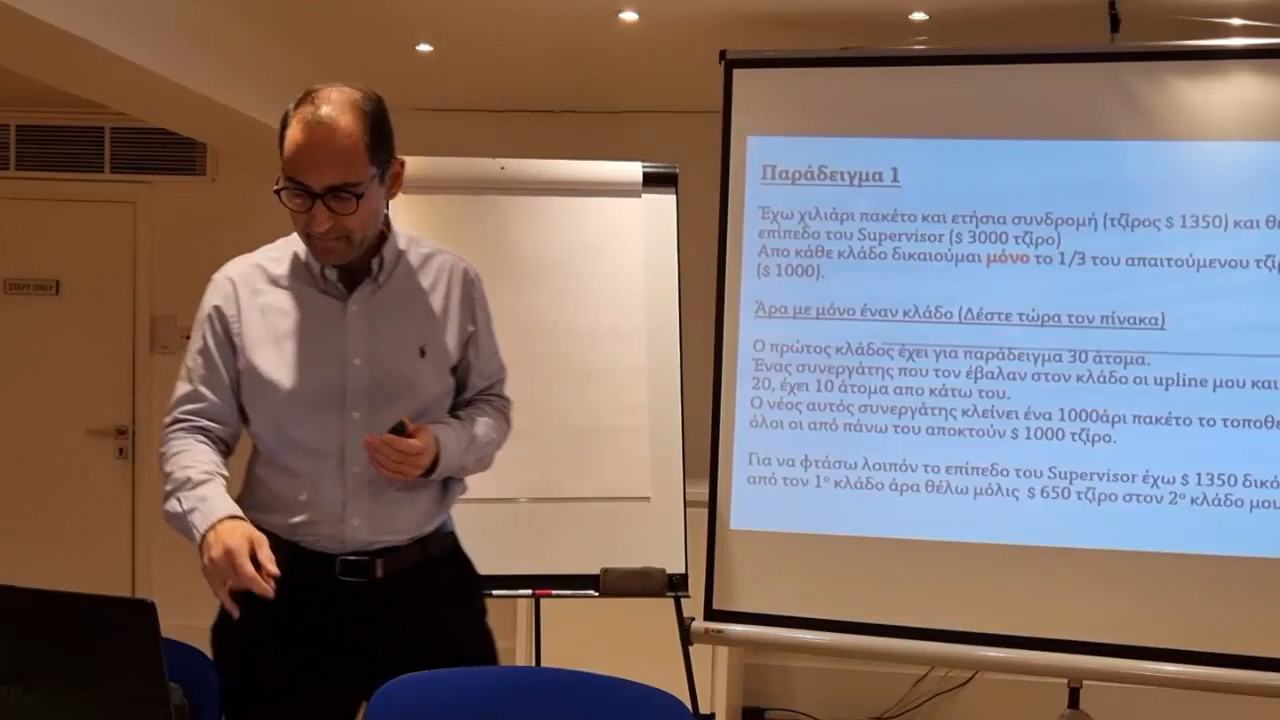 STAFF ONLY
Παράδειγμα 1
Έχω χιλιάρι πακέτο και ετήσια συνδρομή (τζίρος $ 1350) και
επίπεδο του Supervisor ($ 3000 τζίρο)
Απο κάθε κλάδο δικαιούμαι μόνο το 1/3 του απαιτούμενου
($ 1000).
Άρα με μόνο έναν κλάδο (Δέστε τώρα τον πίνακα)
Ο πρώτος κλάδος έχει για παράδειγμα 30 άτομα.
Ένας συνεργάτης που τον έβαλαν στον κλάδο οι upline μου και
20, έχει 10 άτομα απο κάτω του.
Ο νέος αυτός συνεργάτης κλείνει ένα 1000άρι πακέτο το
όλοι οι από πάνω του αποκτούν $ 1000 τζίρο.
Για να φτάσω λοιπόν το επίπεδο του Supervisor έχω $ 1350
από τον 1ο κλάδο άρα θέλω μόλις $ 650 τζίρο στον 2ο κλάδο μου